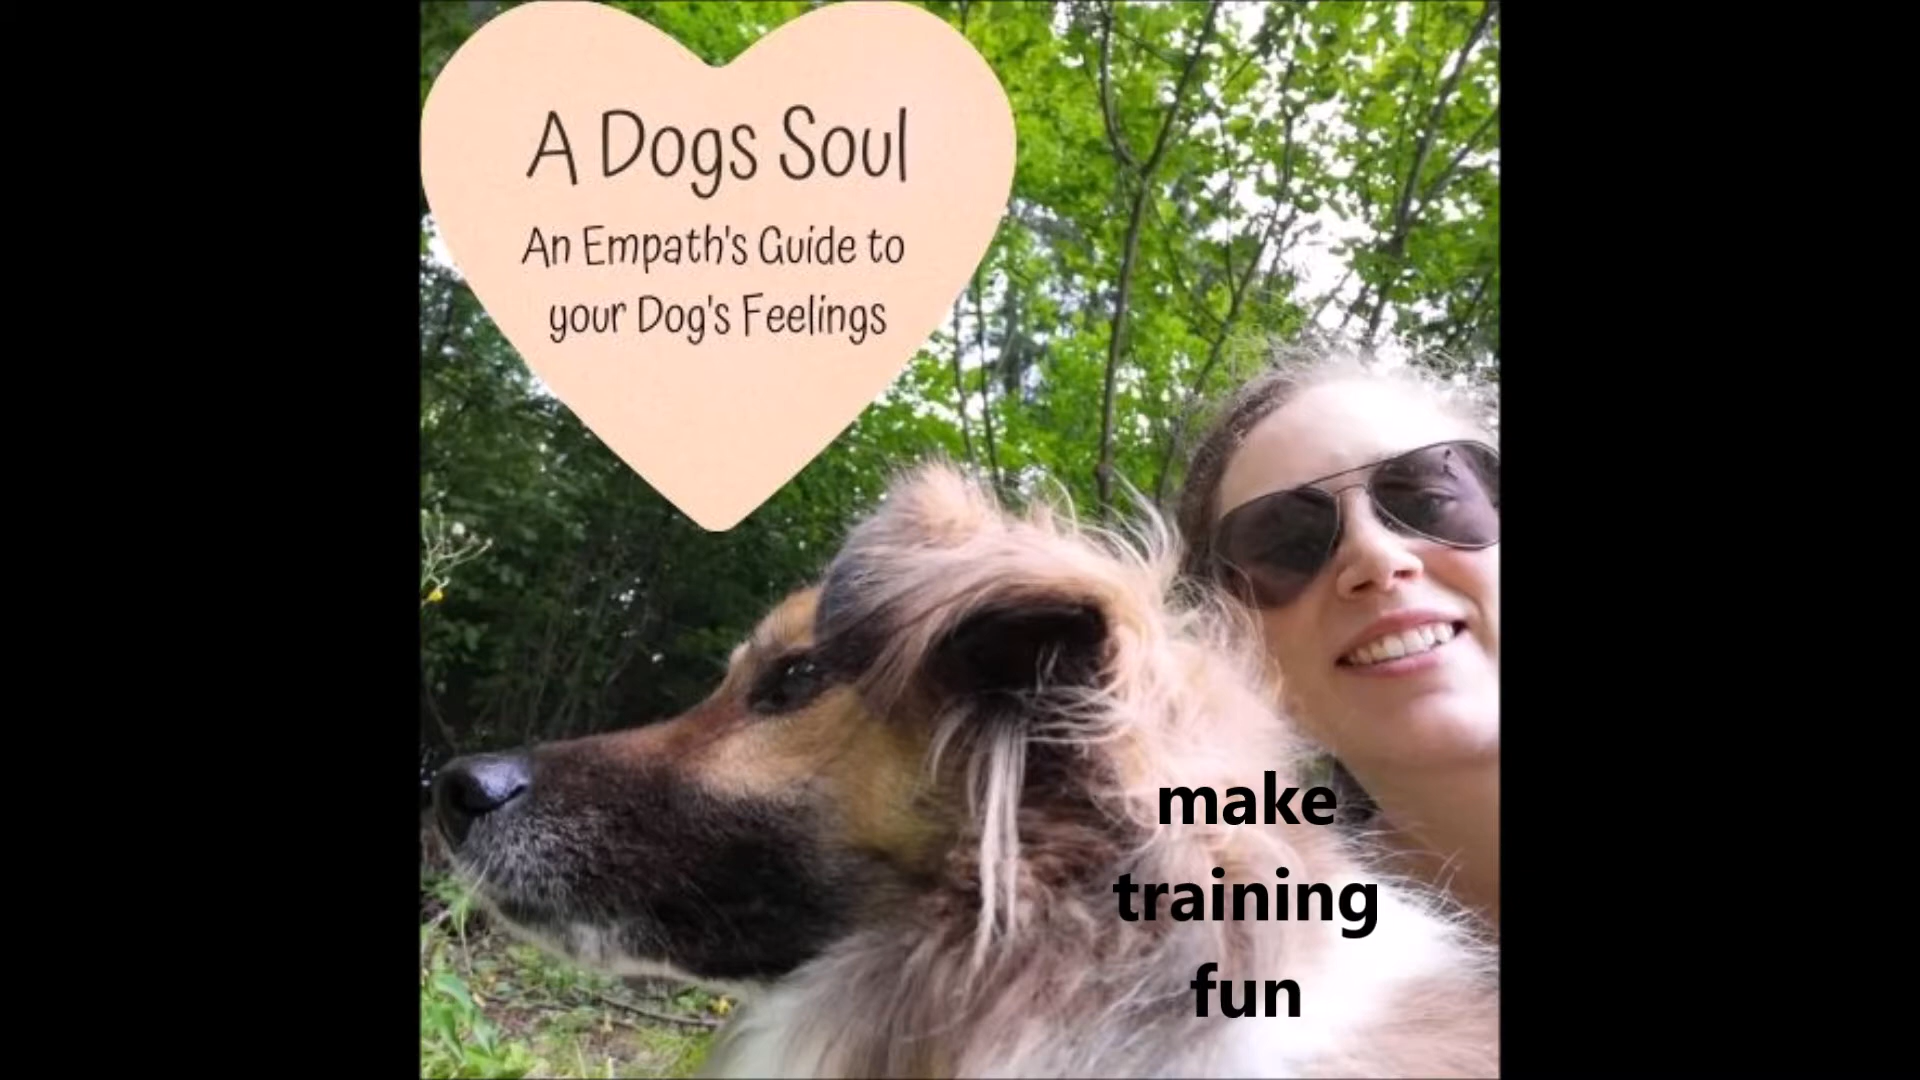 A Dogs Soul
An Empath's Guide to
your Dog's Feelings
make
training
fun